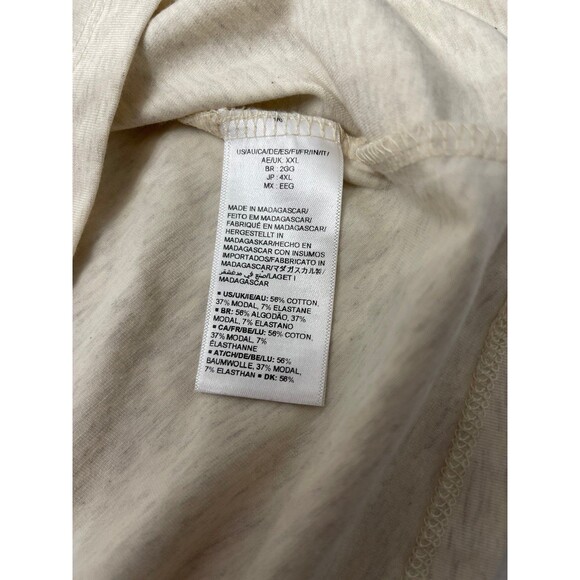 US/AU/CA/DE/ES/FI/FR/IN/IT/
AE/UK: XXL
BR : 2GG
JP : 4XL
MX : EEG
MADE IN MADAGASCAR/
FEITO EM MADAGASCAR/
FABRIQUÉ EN MADAGASCAR/
HERGESTELLT IN
MADAGASKAR/HECHO EN
MADAGASCAR CON INSUMOS
IMPORTADOS/FABBRICATO IN
MADAGASCAR/マダガスカル製/
صنع في مدغشقر/LAGET I
MADAGASCAR
■ US/UK/IE/AU: 56% COTTON,
37% MODAL, 7% ELASTANE
■ BR: 56% ALGODÃO, 37%
MODAL, 7% ELASTANO
■ CA/FR/BE/LU: 56% COTON,
37% MODAL, 7%
ÉLASTHANNE
■ AT/CH/DE/BE/LU: 56%
BAUMWOLLE, 37% MODAL,
7% ELASTHAN ■ DK: 56%